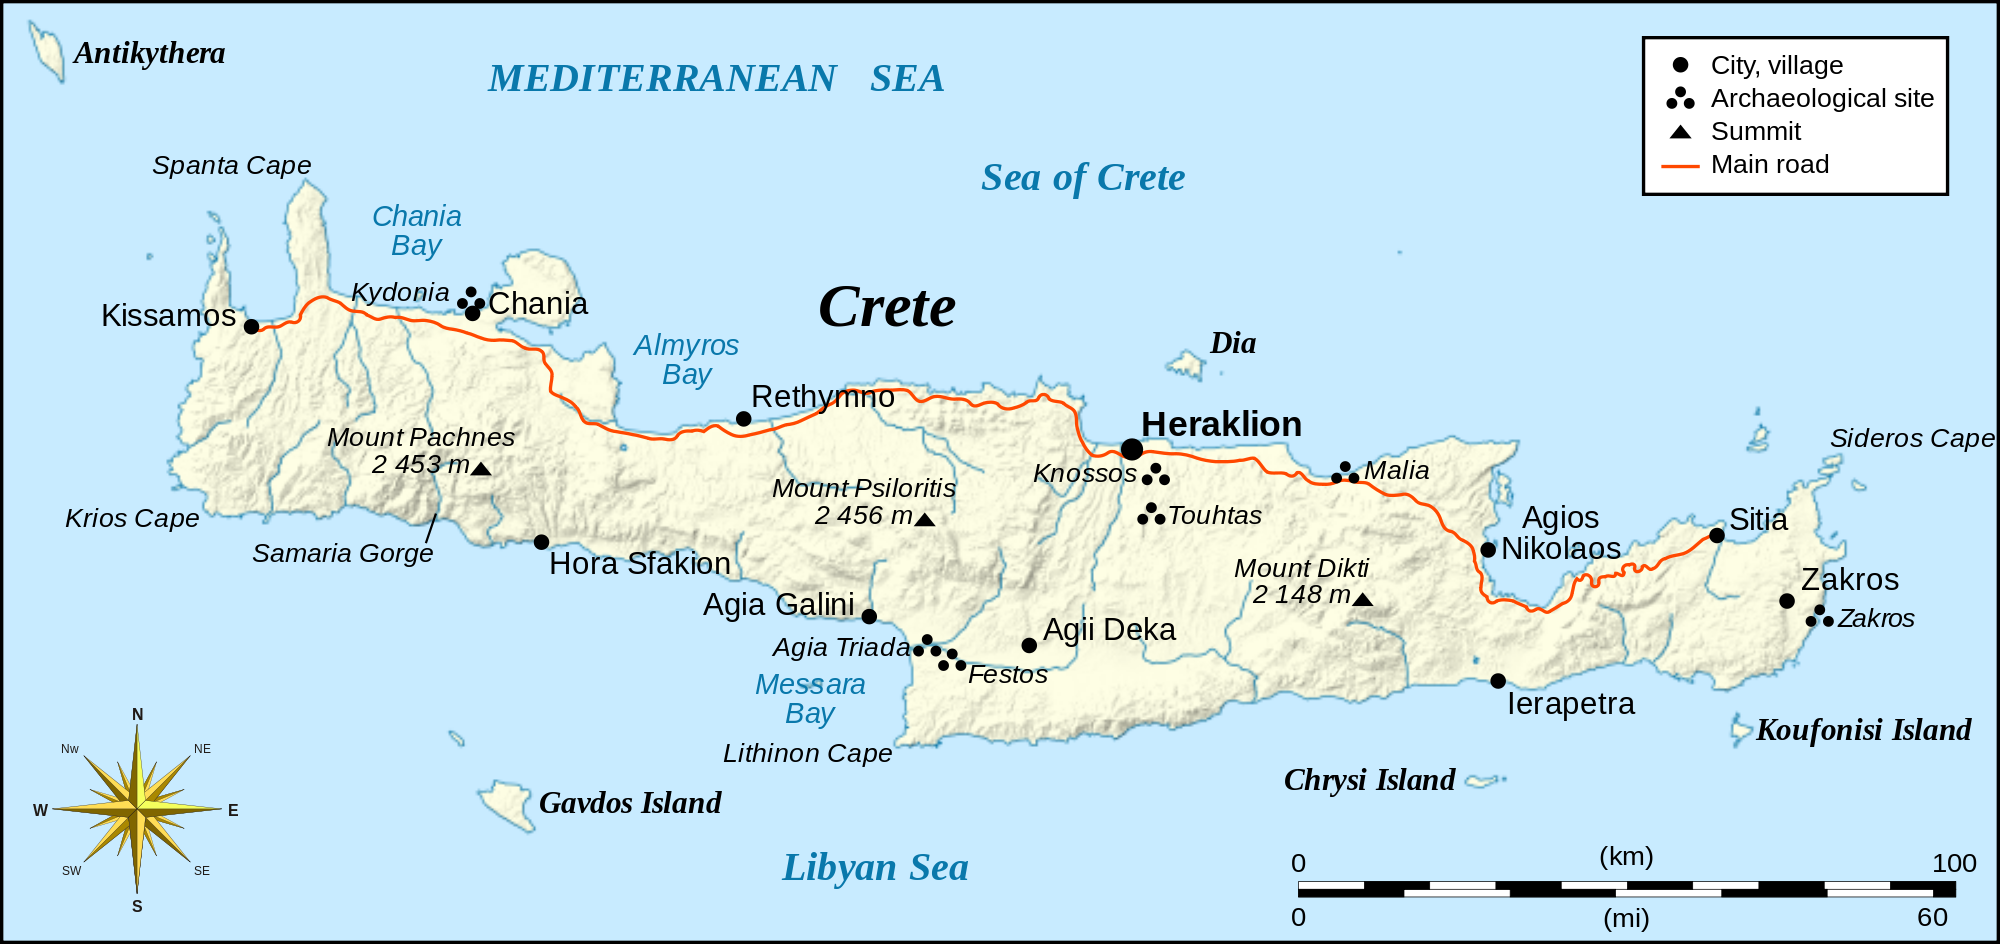 Antikythera
MEDITERRANEAN SEA
City, village
Archaeological site
Summit
Main road
Spanta Cape
Sea of Crete
Chania
Bay
Kydonia
Chania
Kissamos
Crete
Almyros
Bay
Dia
Rethymno
Heraklion
Mount Pachnes
2 453 m
Knossos
Malia
Sideros Cape
Mount Psiloritis
2 456 m
Touhtas
Krios Cape
Samaria Gorge
Hora Sfakion
Agios
Nikolaos
Sitia
Mount Dikti
2 148 m
Zakros
Zakros
Agia Galini
Agii Deka
Agia Triada
Festos
Messara
Bay
Ierapetra
Lithinon Cape
Koufonisi Island
Chrysi Island
Gavdos Island
Libyan Sea
N
Nw
NE
W
E
SW
SE
S
0
(km)
100
0
(mi)
60